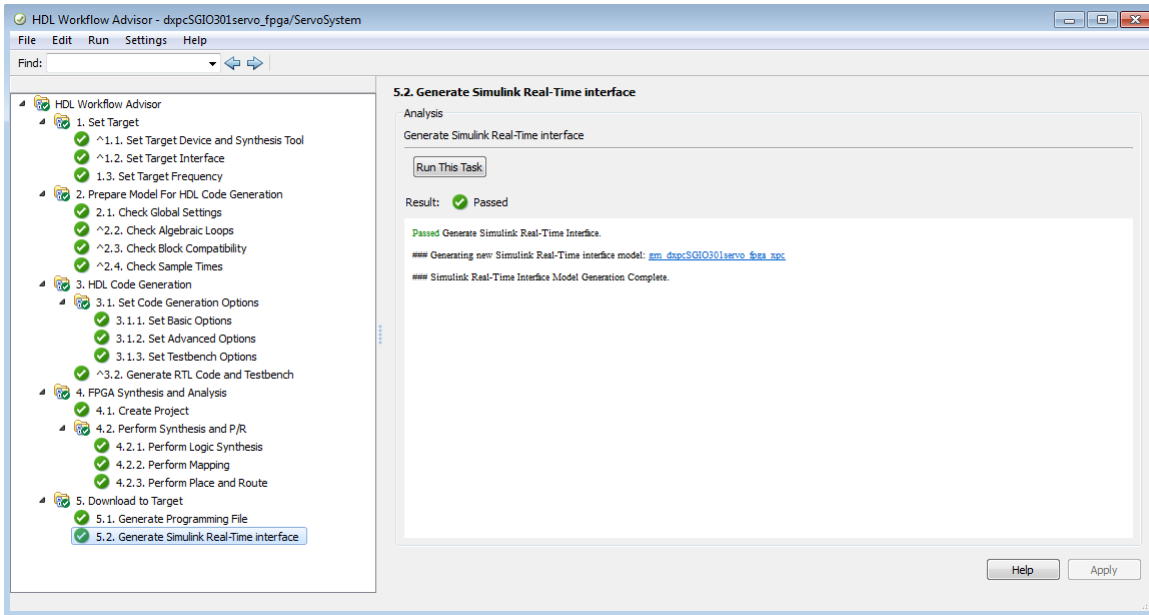 HDL Workflow Advisor - dxpcSGIO301servo_fpga/ServoSystem
File Edit Run Settings Help
Find:
HDL Workflow Advisor
1. Set Target
^1.1. Set Target Device and Synthesis Tool
^1.2. Set Target Interface
1.3. Set Target Frequency
2. Prepare Model For HDL Code Generation
2.1. Check Global Settings
^2.2. Check Algebraic Loops
^2.3. Check Block Compatibility
^2.4. Check Sample Times
3. HDL Code Generation
3.1. Set Code Generation Options
3.1.1. Set Basic Options
3.1.2. Set Advanced Options
3.1.3. Set Testbench Options
^3.2. Generate RTL Code and Testbench
4. FPGA Synthesis and Analysis
4.1. Create Project
4.2. Perform Synthesis and P/R
4.2.1. Perform Logic Synthesis
4.2.2. Perform Mapping
4.2.3. Perform Place and Route
5. Download to Target
5.1. Generate Programming File
5.2. Generate Simulink Real-Time interface
5.2. Generate Simulink Real-Time interface
Analysis
Generate Simulink Real-Time interface
Run This Task
Result: Passed
Passed Generate Simulink Real-Time Interface.
### Generating new Simulink Real-Time interface model: gm_dxpcSGIO301servo_fpga_xpc
### Simulink Real-Time Interface Model Generation Complete.
Help Apply